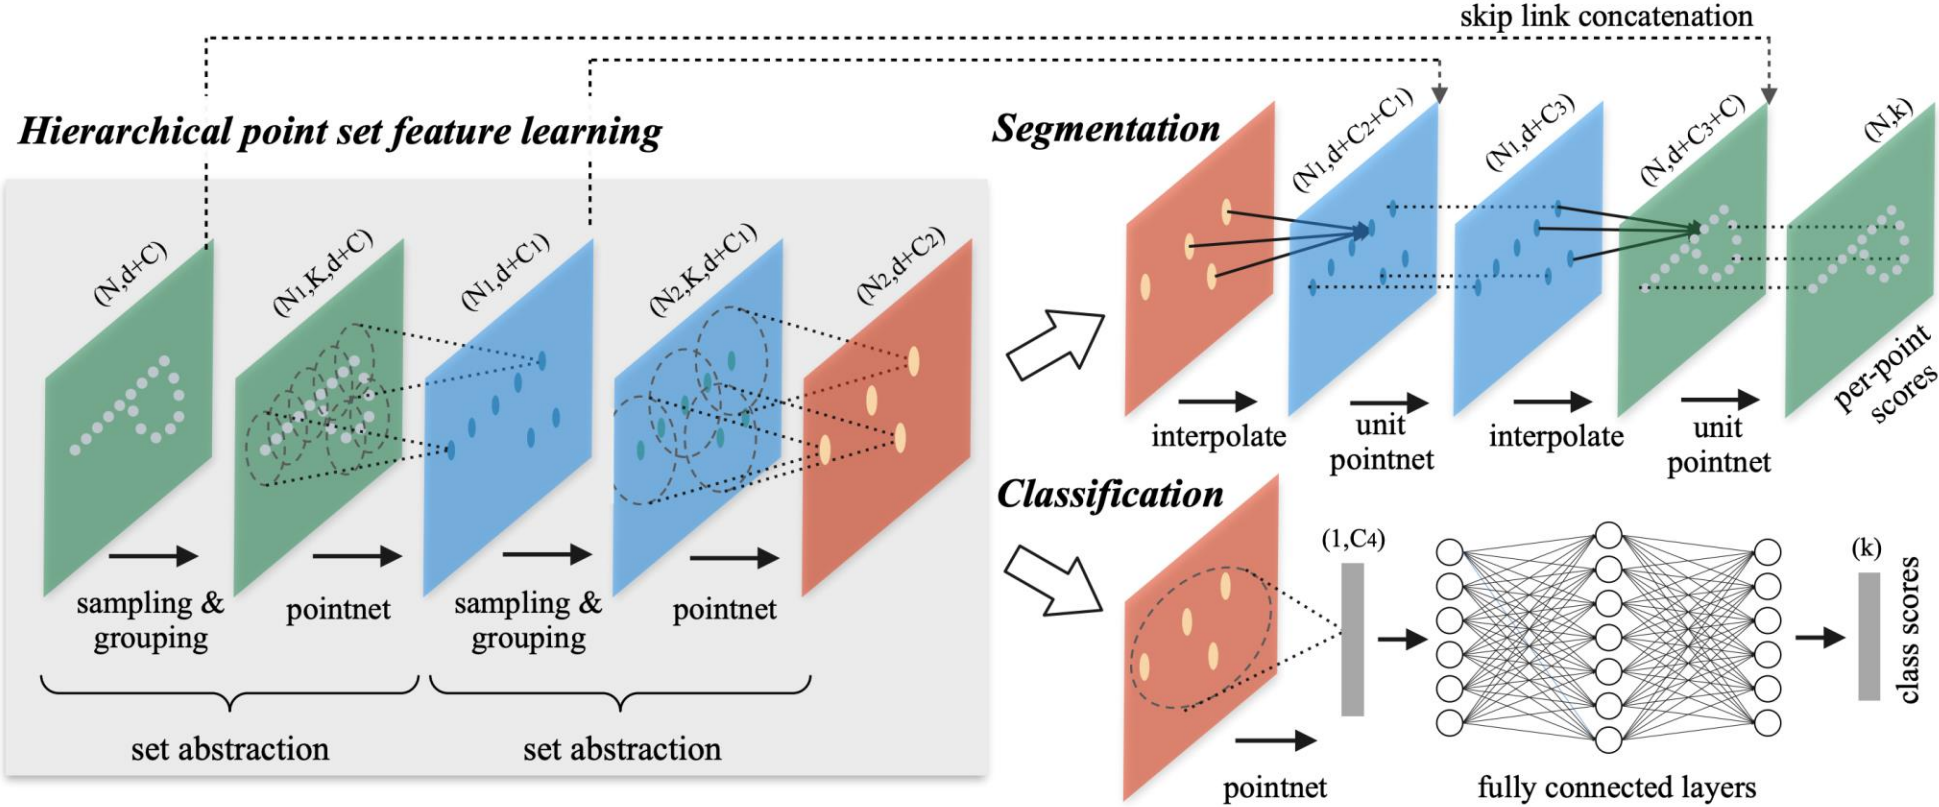 skip link concatenation
Hierarchical point set feature learning
(N,d+C)
(N1,K,d+C)
(N1,d+C1)
(N2,K,d+C1)
(N2,d+C2)
sampling &
grouping
pointnet
sampling &
grouping
pointnet
set abstraction
set abstraction
Segmentation
(N1,d+C2+C1)
(N1,d+C3)
(N,d+C3+C)
(N,k)
interpolate
unit
pointnet
interpolate
unit
pointnet
per-point
scores
Classification
(1,C4)
(k)
class scores
pointnet
fully connected layers